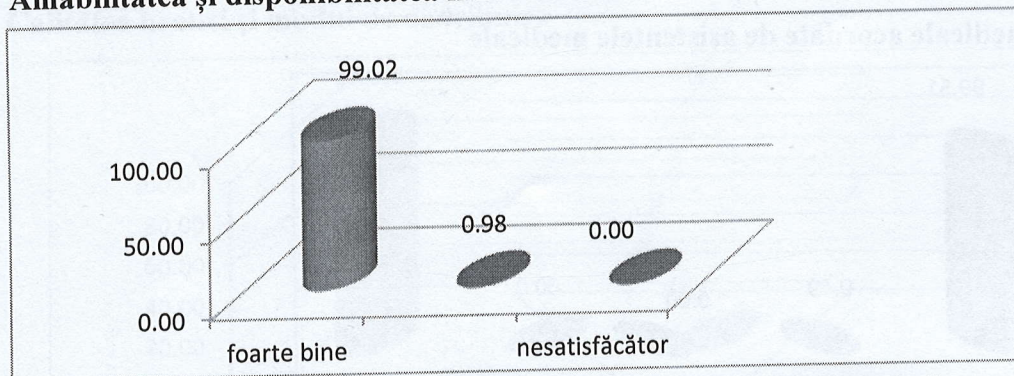 Amabilitatea și disponibilitatea
99.02
100.00
0.98
0.00
50.00
0.00
foarte bine
nesatisfăcător